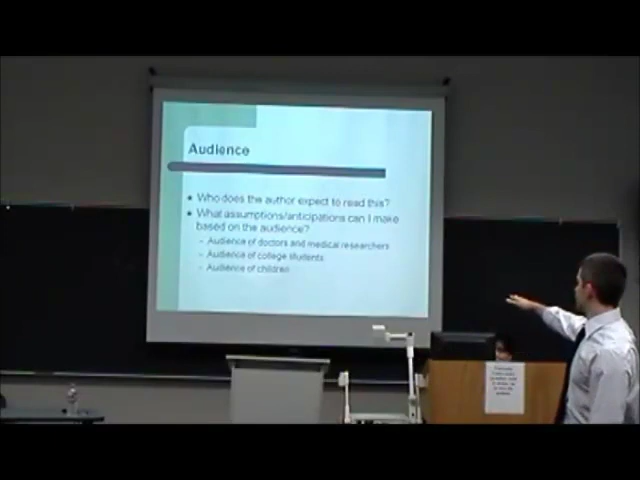 Audience
Who does the author expect to read this?
What assumptions/anticipations can I make
based on the audience?
– Audience of doctors and medical researchers
– Audience of college students
– Audience of children